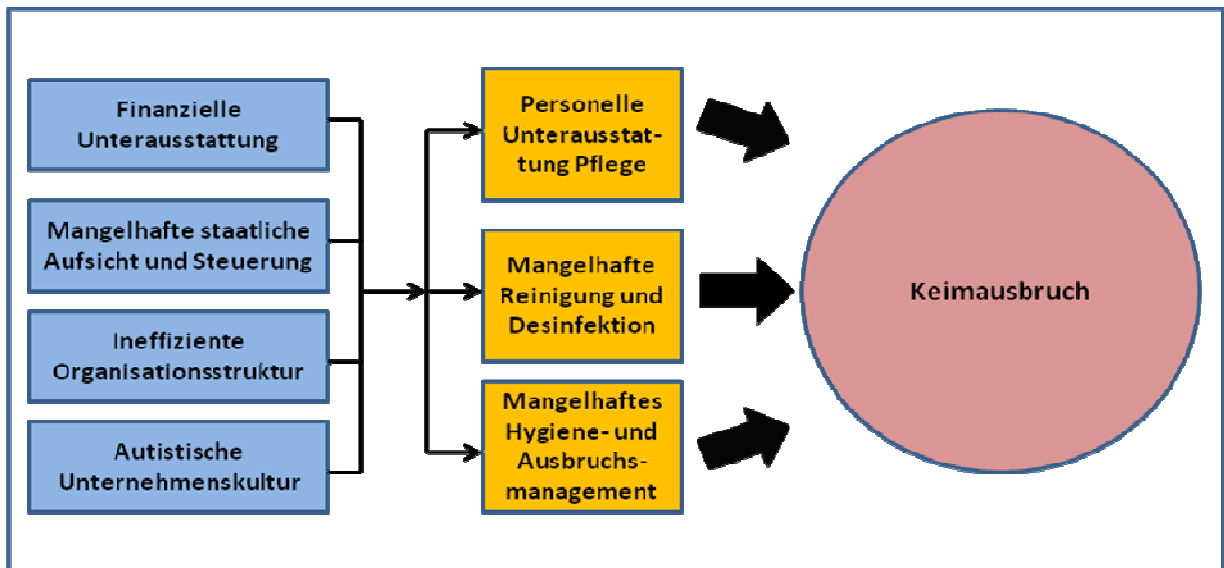 Finanzielle
Unterausstattung
Mangelhafte staatliche
Aufsicht und Steuerung
Ineffiziente
Organisationsstruktur
Autistische
Unternehmenskultur
Personelle
Unterausstat-
tung Pflege
Mangelhafte
Reinigung und
Desinfektion
Mangelhaftes
Hygiene- und
Ausbruchs-
management
Keimausbruch